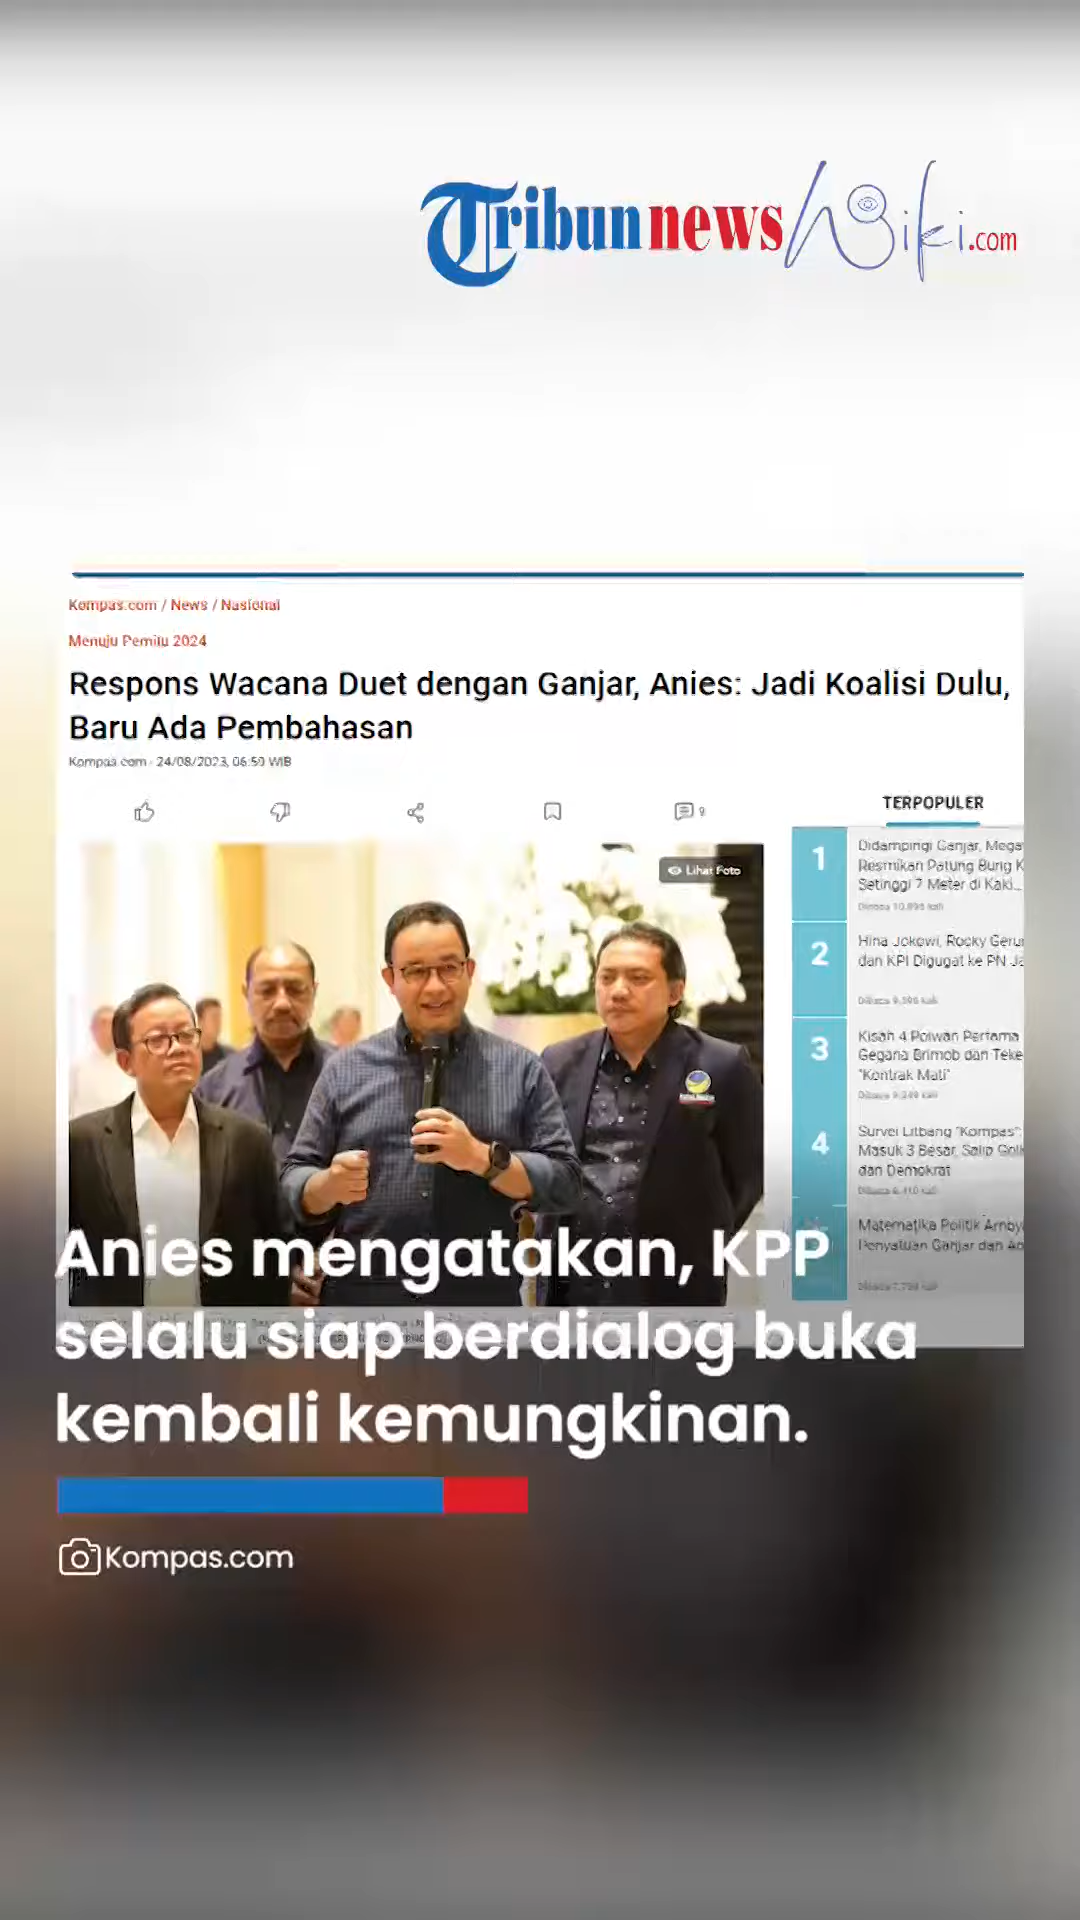 TribunnewsWiki.com
Kompas.com / News / Nasional
Menuju Pemilu 2024
Respons Wacana Duet dengan Ganjar, Anies: Jadi Koalisi Dulu,
Baru Ada Pembahasan
Kompas.com - 24/08/2023, 06:50 WIB
9
TERPOPULER
Lihat Foto
1
Didampingi Ganjar, Mega
Resmikan Patung Bung K
Setinggi 7 Meter di Kaki...
2
Hina Jokowi, Rocky Geru
dan KPI Digugat ke PN Ja
3
Kisah 4 Polwan Pertama
Gegana Brimob dan Teke
"Kontrak Mati"
4
Survei Litbang "Kompas":
Masuk 3 Besar, Salip Golk
dan Demokrat
Matematika Politik
Penyatuan Ganjar dan An
Anies mengatakan, KPP
selalu siap berdialog buka
kembali kemungkinan.
Kompas.com